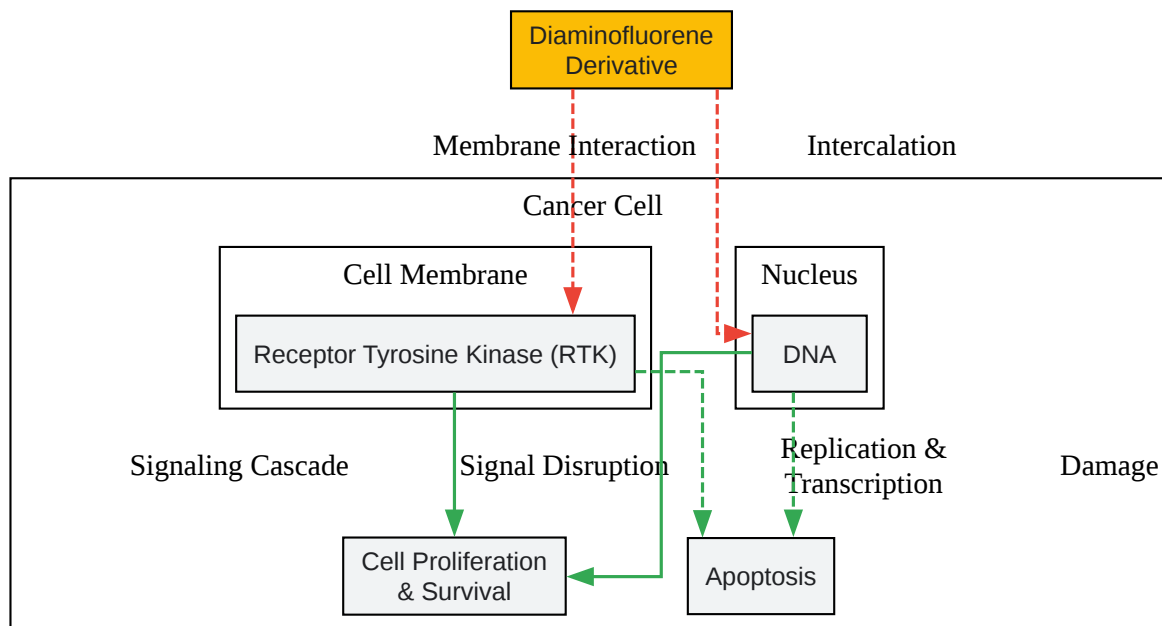 Diaminofluorene
Derivative
Membrane Interaction
Intercalation
Cancer Cell
Cell Membrane
Nucleus
Receptor Tyrosine Kinase (RTK)
DNA
Signaling Cascade
Signal Disruption
Replication &
Transcription
Damage
Cell Proliferation
& Survival
Apoptosis